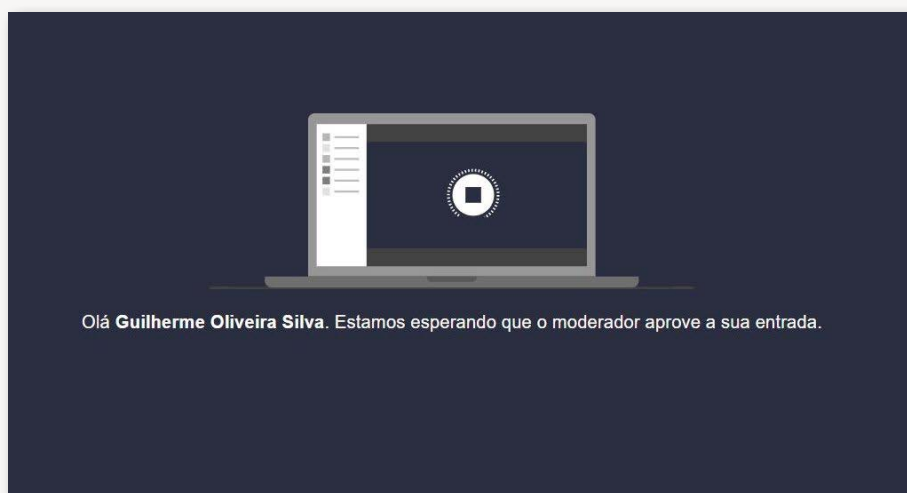 Olá Guilherme Oliveira Silva. Estamos esperando que o moderador aprove a sua entrada.